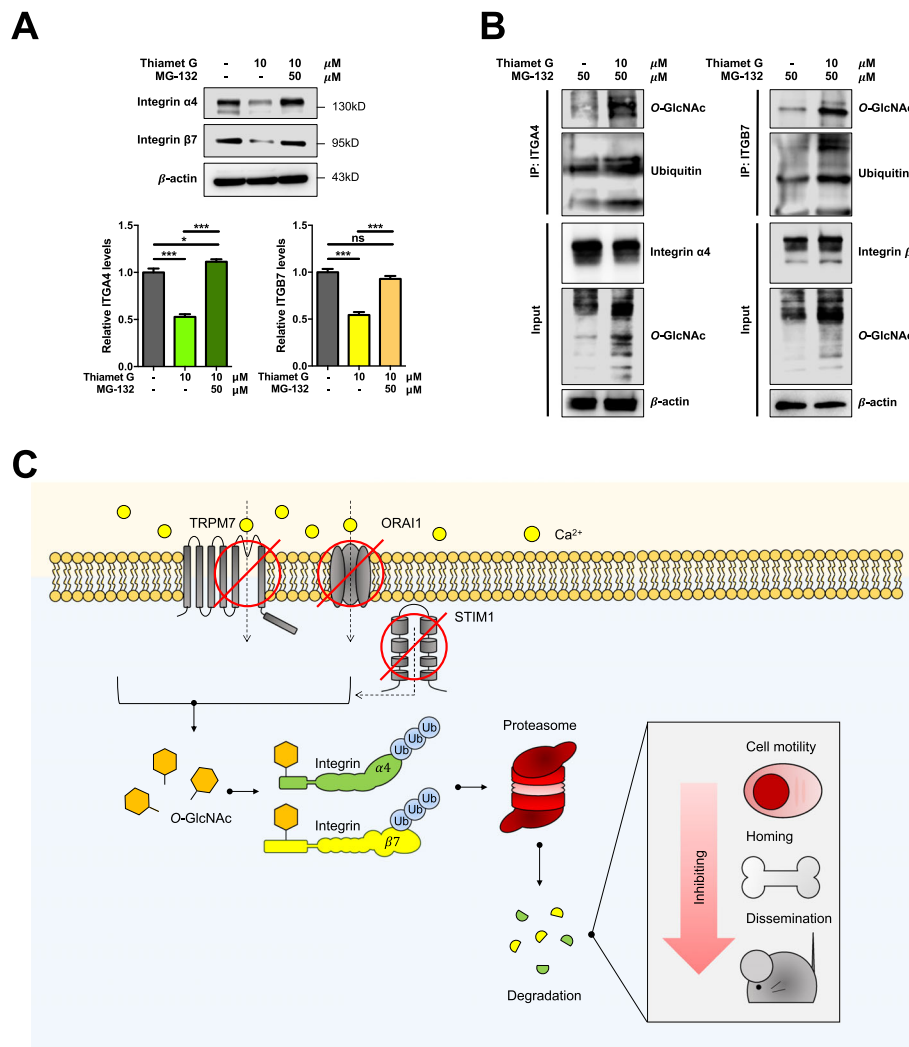 A
Thiamet G - 10 10 μM
MG-132 - - 50 μM
Integrin α4
130kD
Integrin β7
95kD
β-actin
43kD
Relative ITGA4 levels
1.5
1.0
0.5
0.0
***
*
***
Thiamet G - 10 10 μM
MG-132 - - 50 μM
Relative ITGB7 levels
1.5
1.0
0.5
0.0
***
ns
***
Thiamet G - 10 10 μM
MG-132 - - 50 μM
B
Thiamet G - 10 μM
MG-132 50 50 μM
IP: ITGA4
O-GlcNAc
Ubiquitin
Input
Integrin α4
O-GlcNAc
β-actin
- 10 μM
50 50 μM
IP: ITGB7
O-GlcNAc
Ubiquitin
Input
Integrin β
O-GlcNAc
β-actin
C
TRPM7
ORAI1
Ca2+
STIM1
O-GlcNAc
Integrin
α4
Ub
Ub
Ub
Integrin
β7
Ub
Ub
Ub
Proteasome
Degradation
Inhibiting
Cell motility
Homing
Dissemination